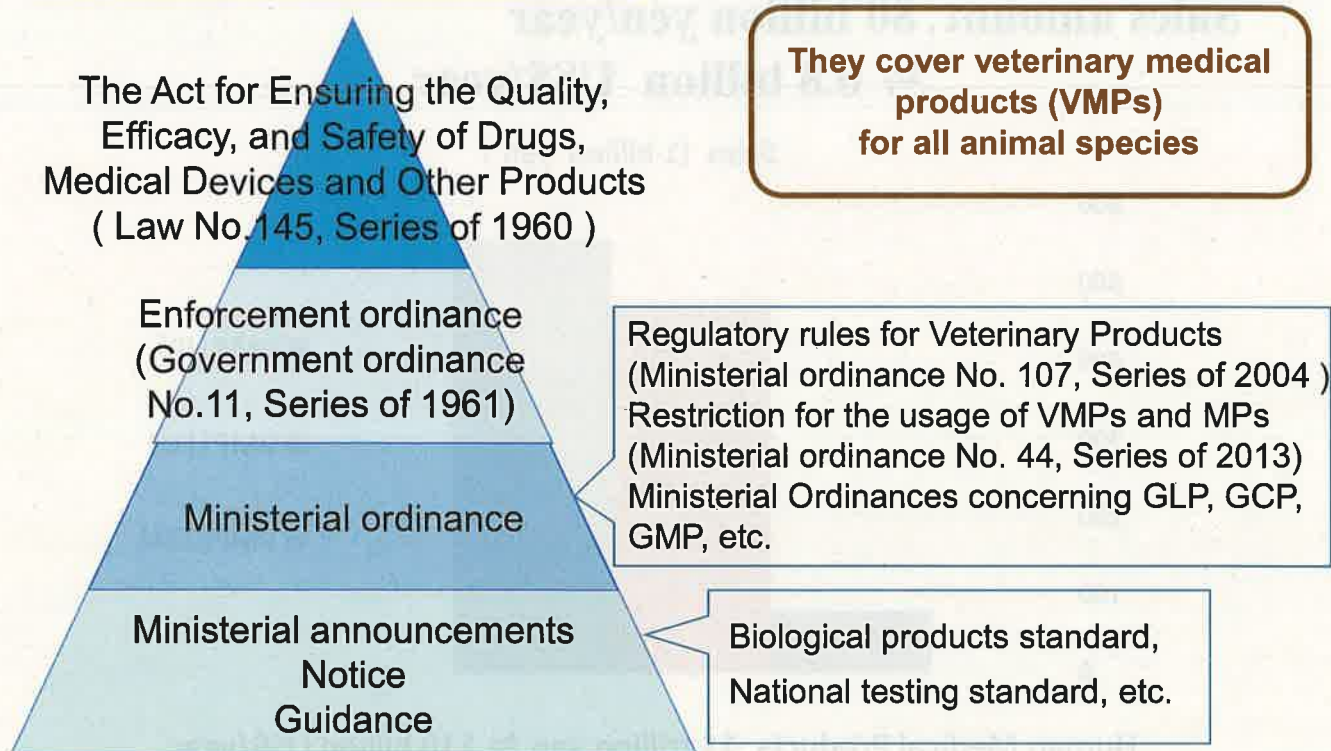 The Act for Ensuring the Quality,
Efficacy, and Safety of Drugs,
Medical Devices and Other Products
( Law No.145, Series of 1960 )
They cover veterinary medical
products (VMPs)
for all animal species
Enforcement ordinance
(Government ordinance
No.11, Series of 1961)
Regulatory rules for Veterinary Products
(Ministerial ordinance No. 107, Series of 2004 )
Restriction for the usage of VMPs and MPs
(Ministerial ordinance No. 44, Series of 2013)
Ministerial Ordinances concerning GLP, GCP,
GMP, etc.
Ministerial ordinance
Ministerial announcements
Notice
Guidance
Biological products standard,
National testing standard, etc.